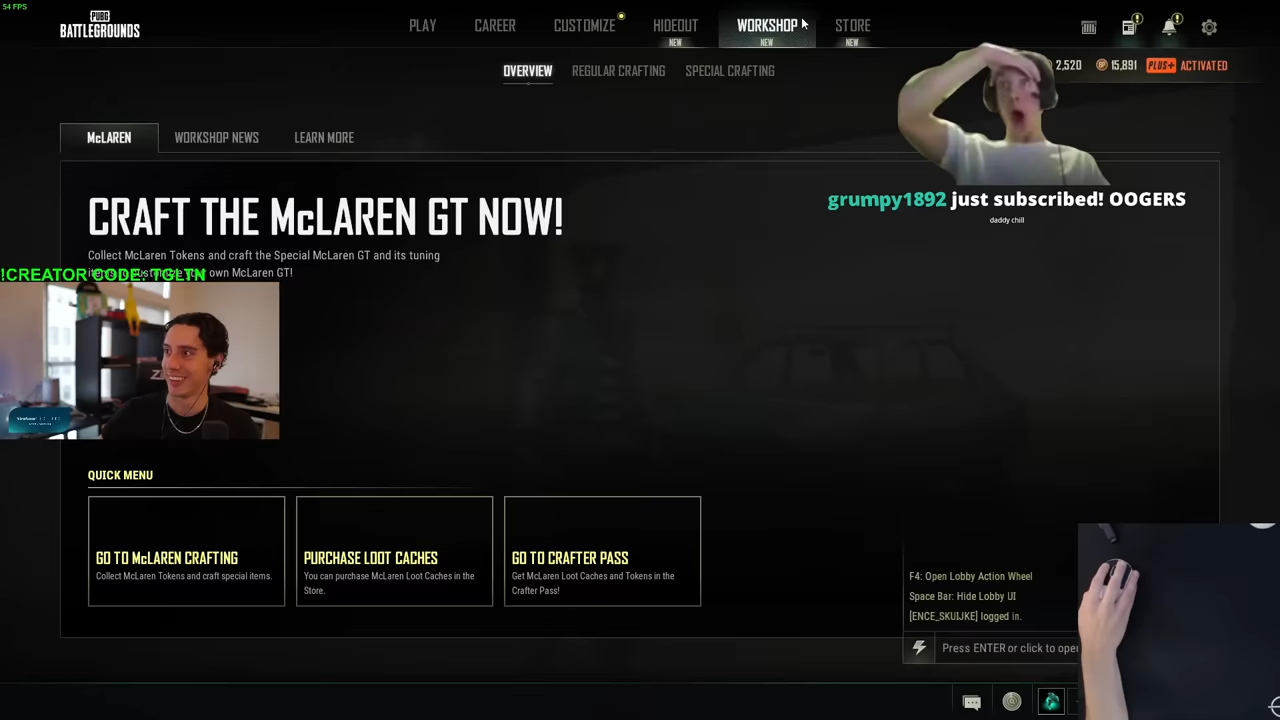 54 FPS
PUBG
BATTLEGROUNDS
PLAY
CAREER
CUSTOMIZE
HIDEOUT
NEW
WORKSHOP
NEW
STORE
NEW
OVERVIEW
REGULAR CRAFTING
SPECIAL CRAFTING
2,520
15,891
PLUS+
ACTIVATED
McLAREN
WORKSHOP NEWS
LEARN MORE
CRAFT THE McLAREN GT NOW!
Collect McLaren Tokens and craft the Special McLaren GT and its tuning
own McLaren GT!
grumpy1892 just subscribed! OOGERS
daddy chill
!CREATOR CODE: TGLTN
QUICK MENU
GO TO McLAREN CRAFTING
Collect McLaren Tokens and craft special items.
PURCHASE LOOT CACHES
You can purchase McLaren Loot Caches in the
Store.
GO TO CRAFTER PASS
Get McLaren Loot Caches and Tokens in the
Crafter Pass!
F4: Open Lobby Action Wheel
Space Bar: Hide Lobby UI
[ENCE_SKUIJKE] logged in.
Press ENTER or click to ope